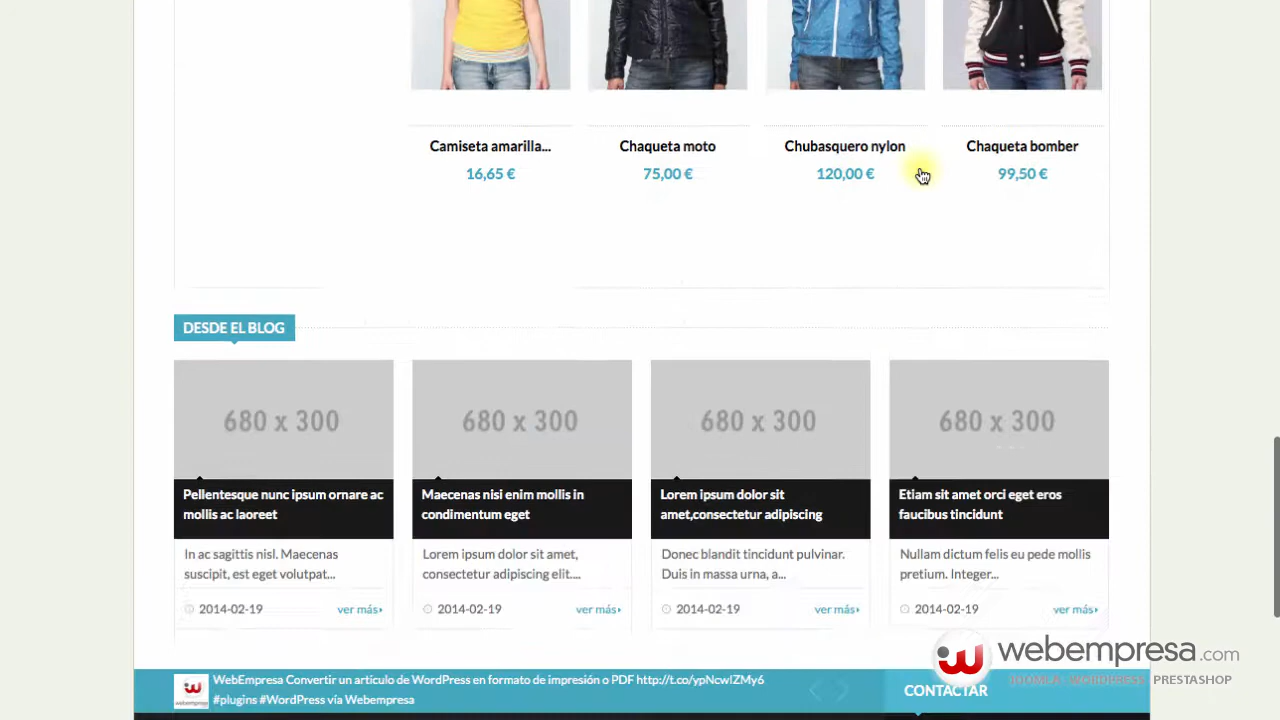 Camiseta amarilla...
Chaqueta moto
Chubasquero nylon
Chaqueta bomber
16,65 €
75,00 €
120,00 €
99,50 €
DESDE EL BLOG
680 x 300
680 x 300
680 x 300
680 x 300
Pellentesque nunc ipsum ornare ac
mollis ac laoreet
Maecenas nisi enim mollis in
condimentum eget
Lorem ipsum dolor sit
amet,consectetur adipiscing
Etiam sit amet orci eget eros
faucibus tincidunt
In ac sagittis nisl. Maecenas
suscipit, est eget volutpat...
Lorem ipsum dolor sit amet,
consectetur adipiscing elit....
Donec blandit tincidunt pulvinar.
Duis in massa urna, a...
Nullam dictum felis eu pede mollis
pretium. Integer...
2014-02-19 ver más
2014-02-19 ver más
2014-02-19 ver más
2014-02-19 ver más
WebEmpresa Convertir un articulo de WordPress en formato de impresión o PDF http://t.co/ypNcwIZMy6
#plugins #WordPress vía Webempresa
CONTACTAR
webempresa.com
JOOMLA WORDPRESS PRESTASHOP